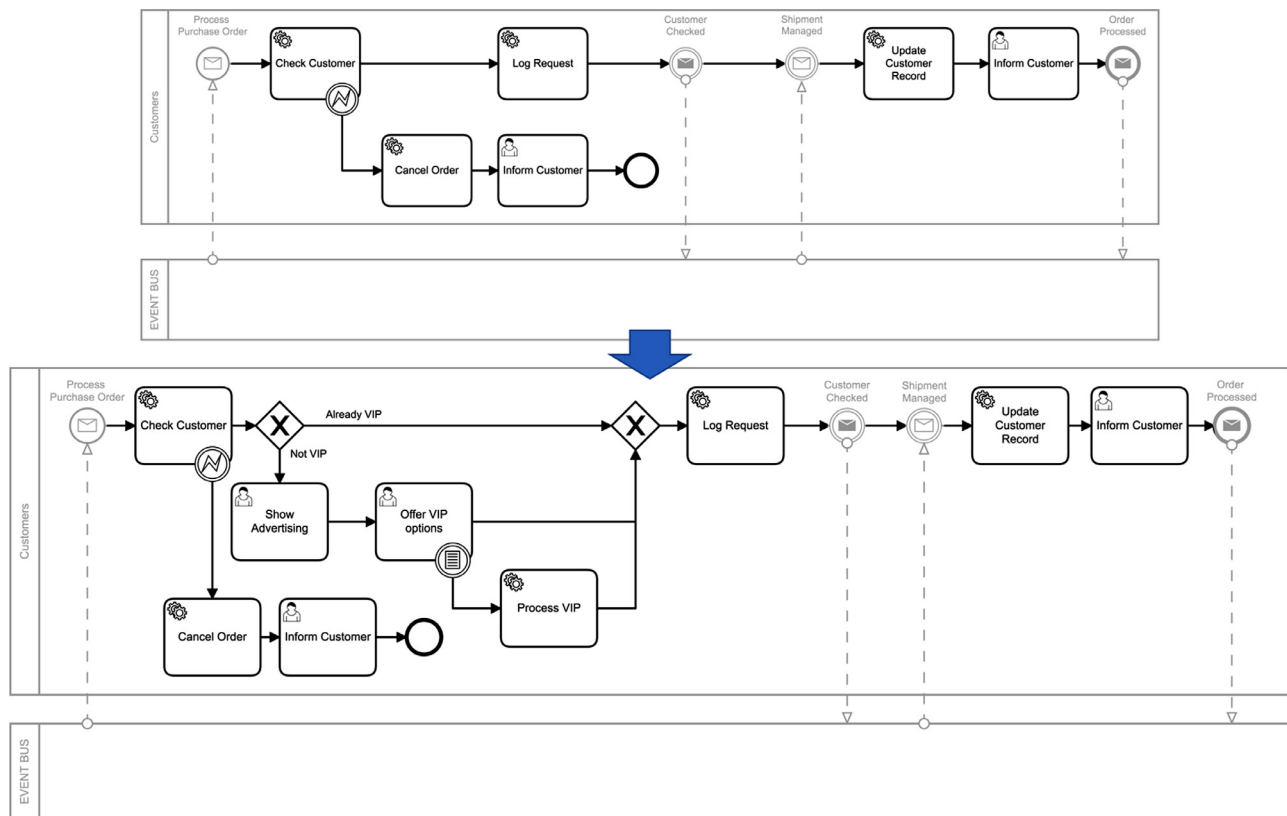 Process
Purchase Order
Customer
Checked
Shipment
Managed
Order
Processed
Check Customer
Log Request
Update
Customer
Record
Inform Customer
Customers
Cancel Order
Inform Customer
EVENT BUS
Process
Purchase Order
Customer
Checked
Shipment
Managed
Order
Processed
Already VIP
Check Customer
X
X
Log Request
Update
Customer
Record
Inform Customer
Not VIP
Show
Advertising
Offer VIP
options
Customers
Process VIP
Cancel Order
Inform Customer
EVENT BUS